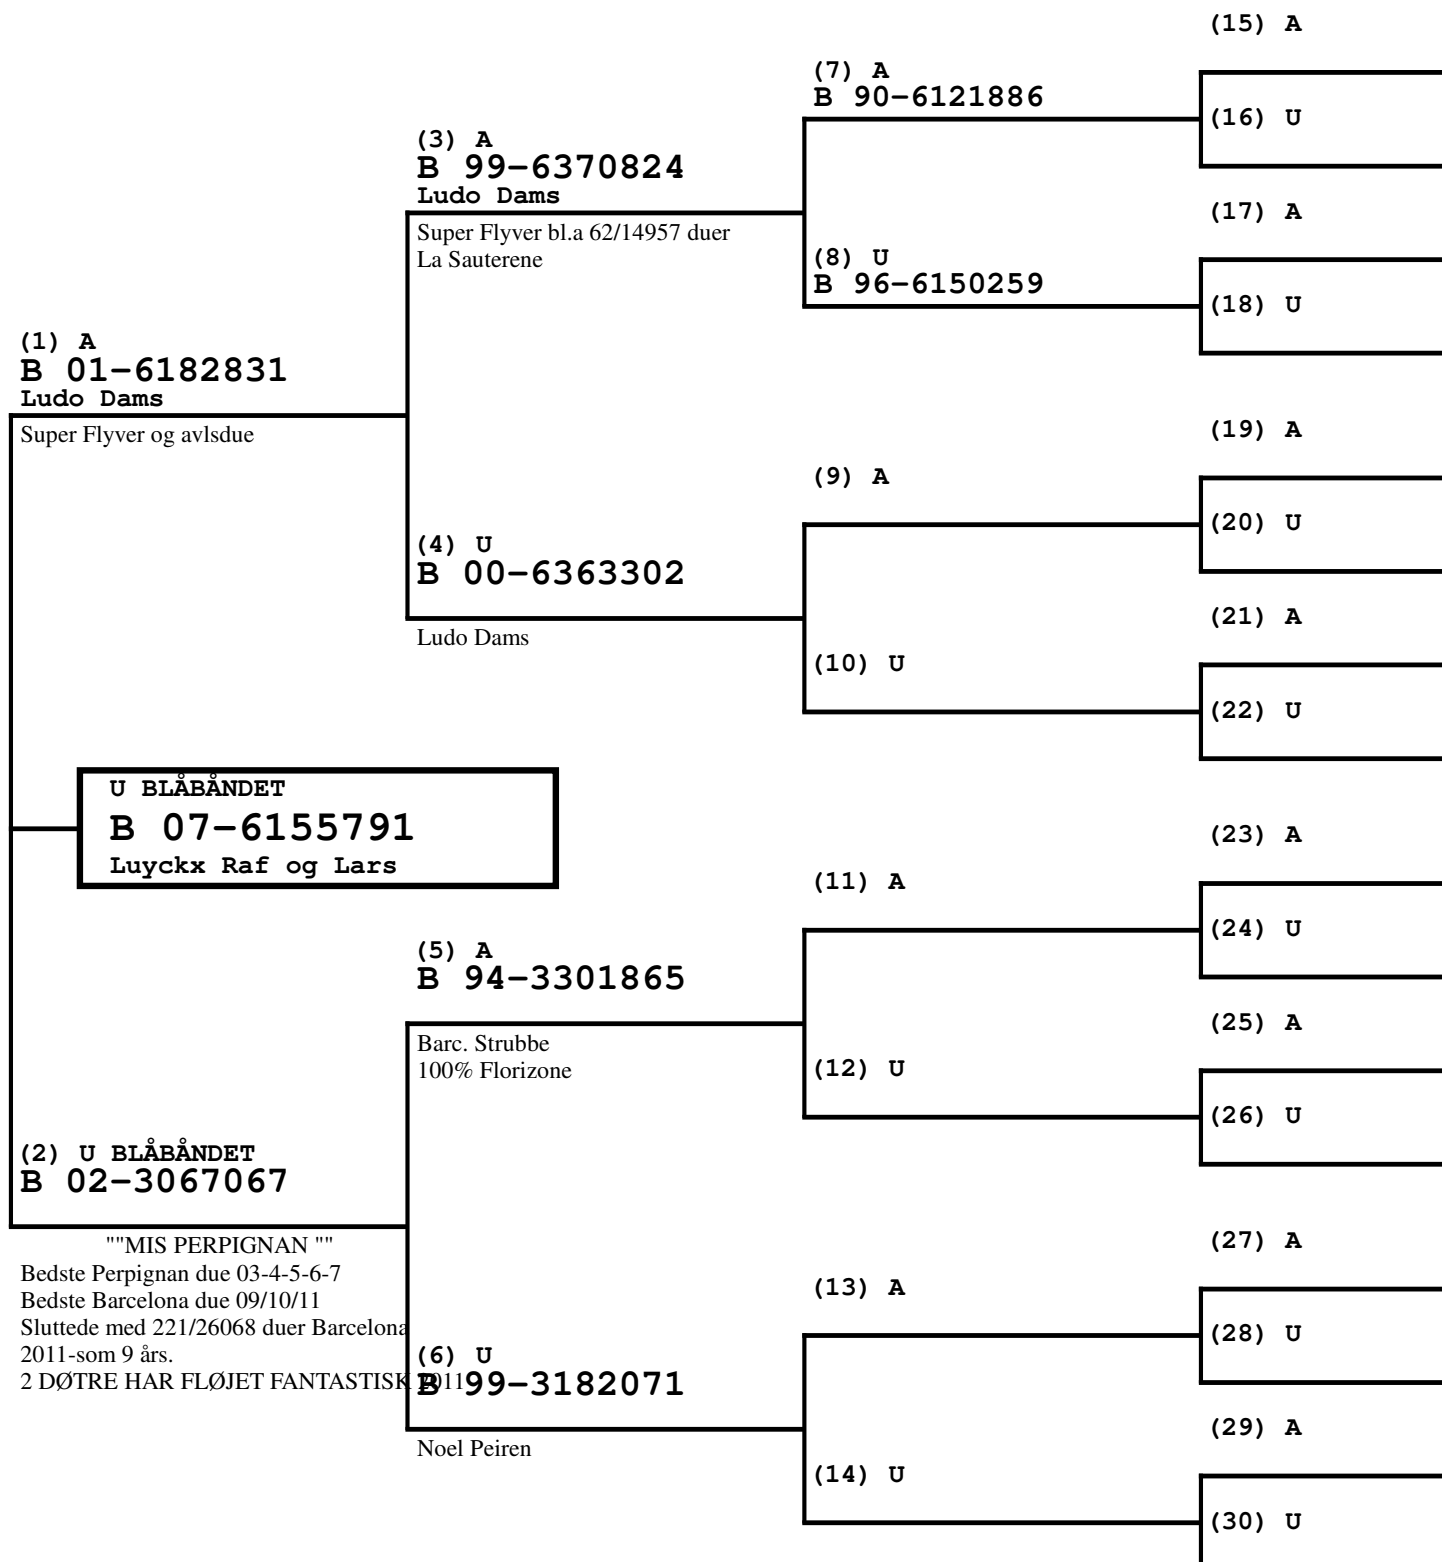 (15) A
(7) A
B 90-6121886
(16) U
(3) A
B 99-6370824
Ludo Dams
(17) A
Super Flyver bl.a 62/14957 duer
La Sauterene
(8) U
B 96-6150259
(18) U
(1) A
B 01-6182831
Ludo Dams
Super Flyver og avlsdue
(19) A
(9) A
(20) U
(4) U
B 00-6363302
Ludo Dams
(21) A
(10) U
(22) U
U BLÅBÅNDET
B 07-6155791
Luyckx Raf og Lars
(23) A
(11) A
(24) U
(5) A
B 94-3301865
Barc. Strubbe
100% Florizone
(25) A
(12) U
(26) U
(2) U BLÅBÅNDET
B 02-3067067
""MIS PERPIGNAN ""
Bedste Perpignan due 03-4-5-6-7
Bedste Barcelona due 09/10/11
Sluttede med 221/26068 duer Barcelona
2011-som 9 års.
2 DØTRE HAR FLØJET FANTASTISK 2011
(27) A
(13) A
(28) U
(6) U
B 99-3182071
Noel Peiren
(29) A
(14) U
(30) U